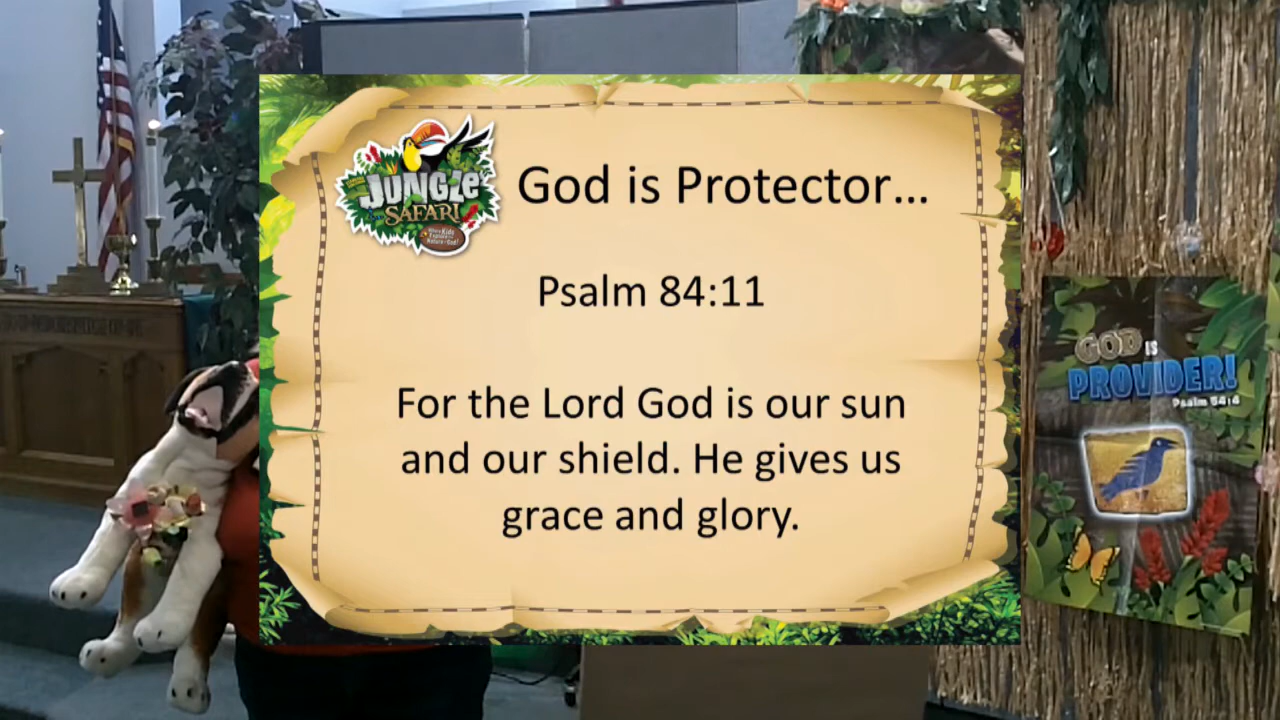 JUNGLE
SAFARI
God is Protector...
Psalm 84:11
For the Lord God is our sun
and our shield. He gives us
grace and glory.
GOD IS
PROVIDER!